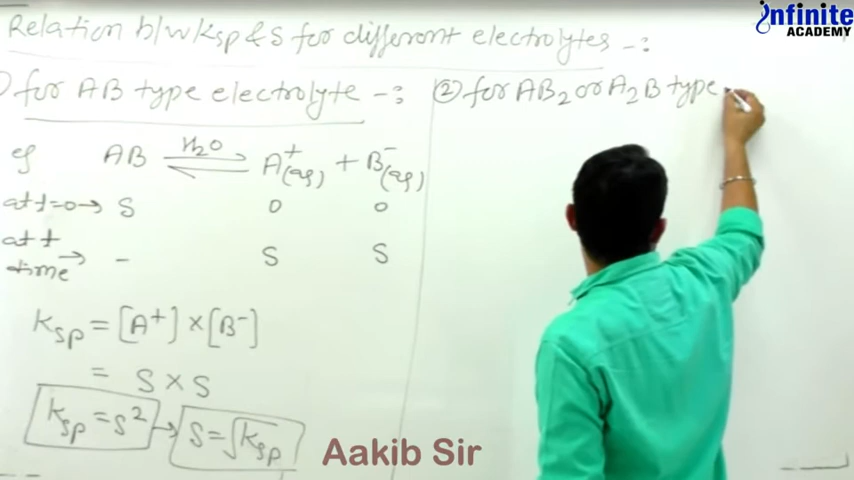 Infinite
ACADEMY
Relation b/w Ksp & S for different electrolytes -:
) for AB type electrolyte -:
eg AB ⇌ H2O A+(aq) + B-(aq)
at t=0 → S 0 0
at t
time → - S S
Ksp = [A+] × [B-]
= S × S
Ksp = S² → S = √Ksp
② for AB2 or A2B type
Aakib Sir